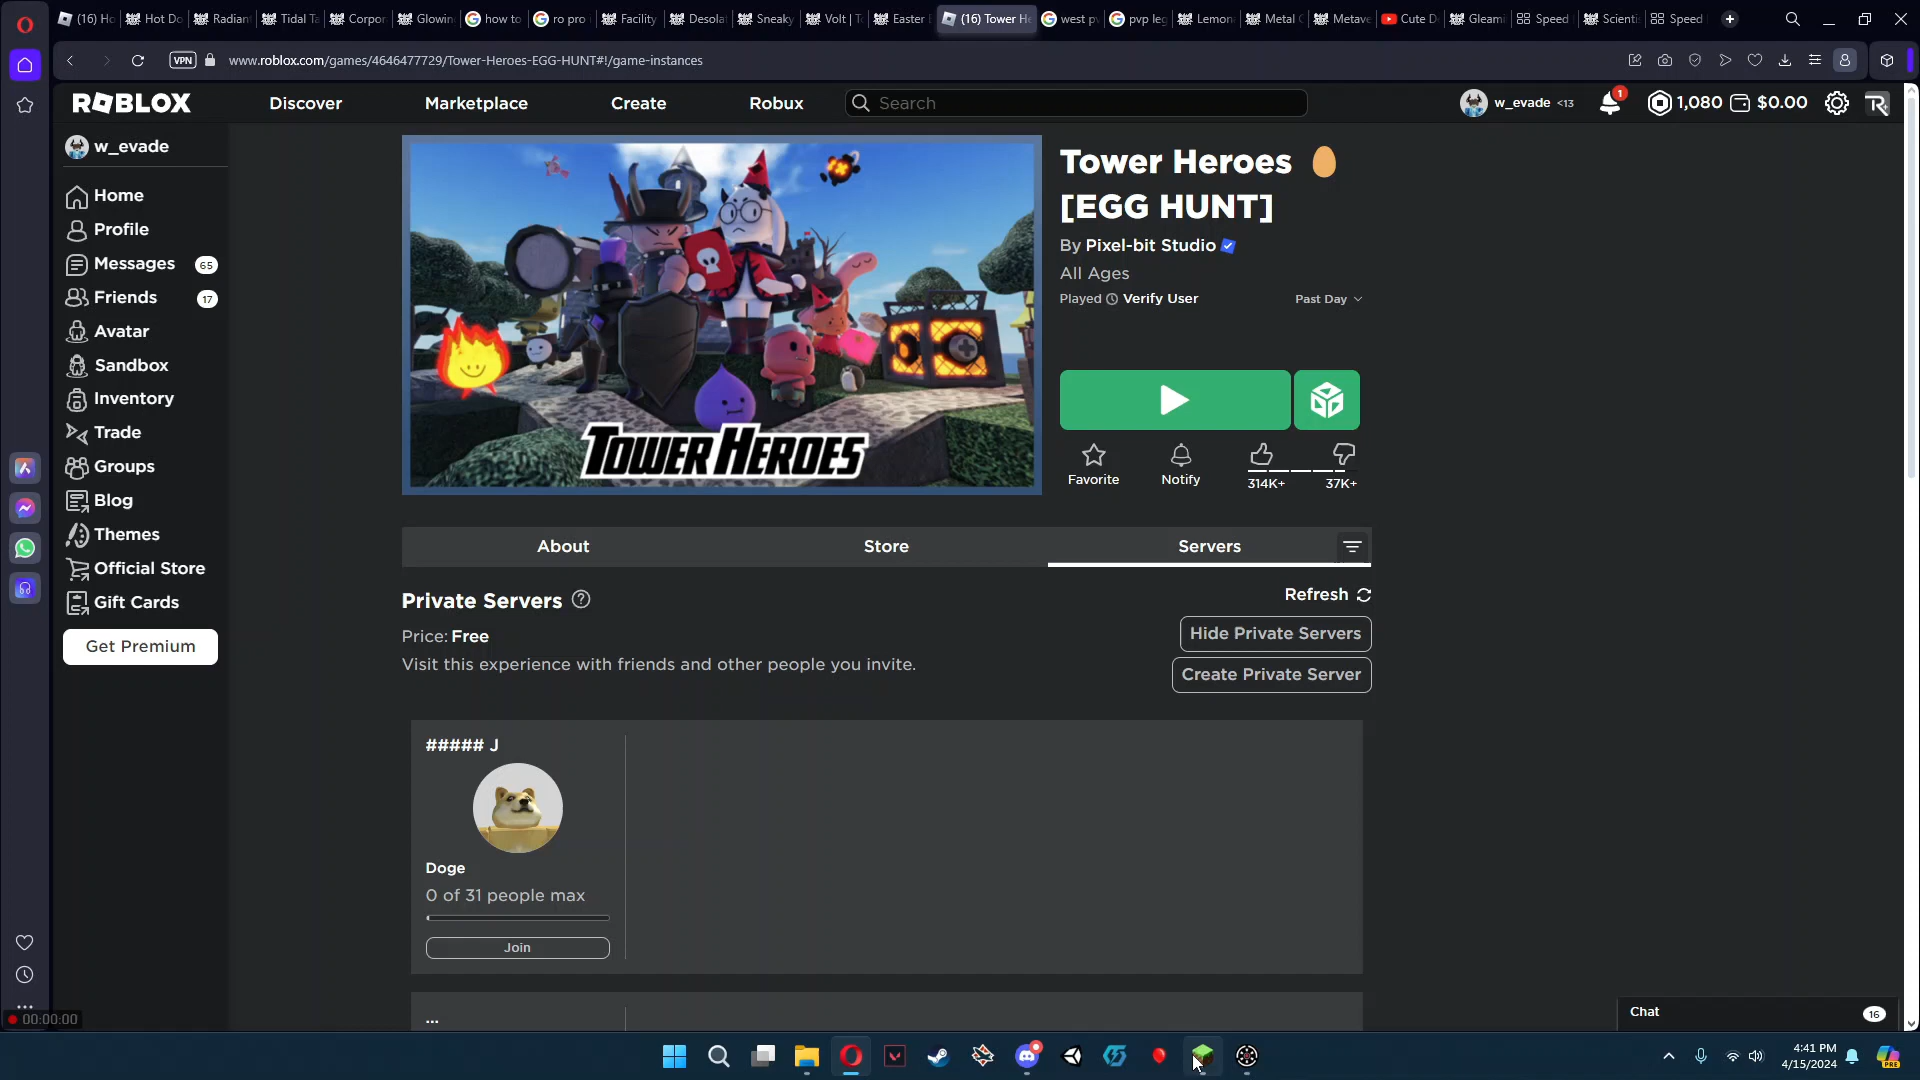 (16) Ho
Hot Do
Radian
Tidal Ta
Corpor
Glowin
how to
ro pro
Facility
Desola
Sneaky
Volt | T
Easter
(16) Tower He
west pv
pvp leg
Lemon
Metal C
Metave
Cute D
Gleami
Speed
Scienti
Speed
VPN
www.roblox.com/games/4646477729/Tower-Heroes-EGG-HUNT#!/game-instances
ROBLOX
Discover
Marketplace
Create
Robux
Search
w_evade <13
1
1,080
$0.00
w_evade
Home
Profile
Messages 65
Friends 17
Avatar
Sandbox
Inventory
Trade
Groups
Blog
Themes
Official Store
Gift Cards
Get Premium
TOWER HEROES
Tower Heroes
[EGG HUNT]
By Pixel-bit Studio
All Ages
Played Verify User
Past Day
Favorite
Notify
314K+
37K+
About
Store
Servers
Private Servers
Refresh
Price: Free
Hide Private Servers
Visit this experience with friends and other people you invite.
Create Private Server
##### J
Doge
0 of 31 people max
Join
...
Chat
16
00:00:00
4:41 PM
4/15/2024
PRE